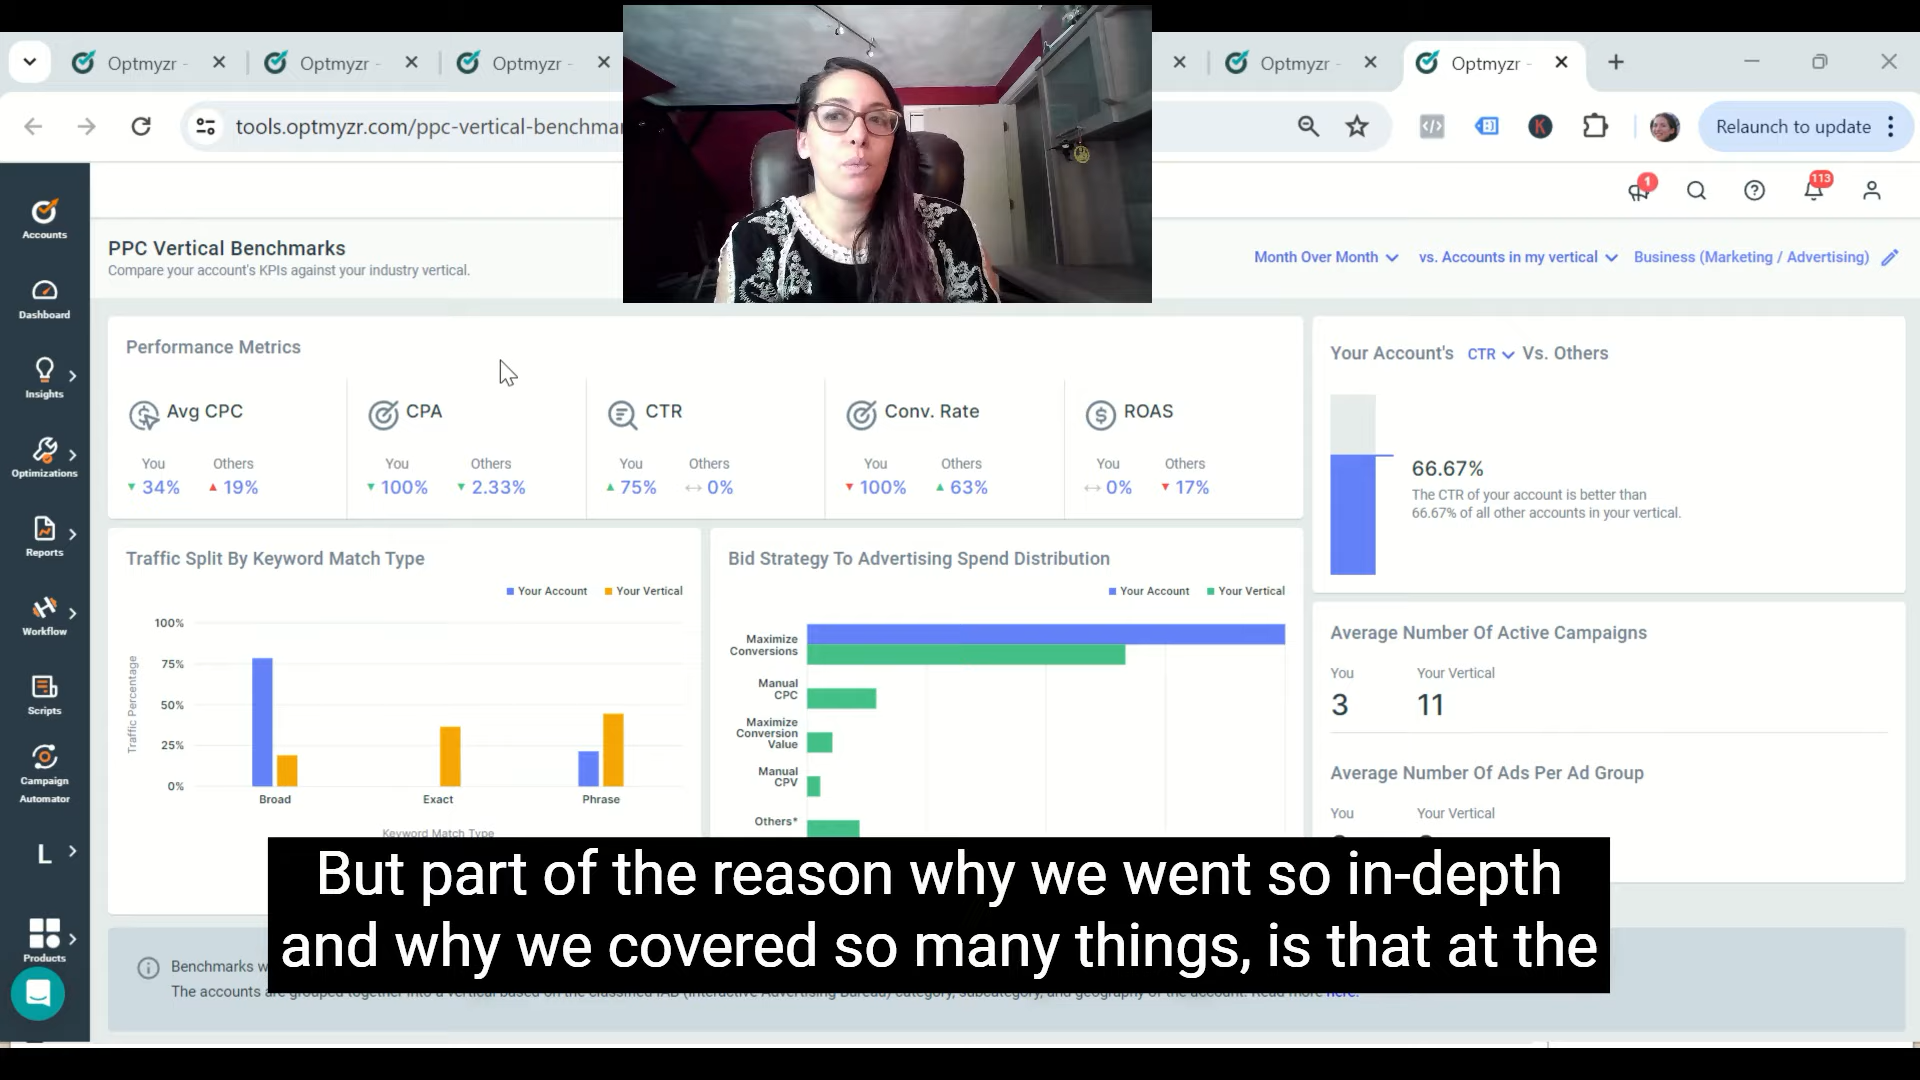 Optmyzr -
Optmyzr -
Optmyzr -
Optmyzr -
Optmyzr -
tools.optmyzr.com/ppc-vertical-benchmar
Relaunch to update
1
113
Accounts
Dashboard
Insights
Optimizations
Reports
Workflow
Scripts
Campaign
Automator
L
Products
PPC Vertical Benchmarks
Compare your account's KPIs against your industry vertical.
Month Over Month
vs. Accounts in my vertical
Business (Marketing / Advertising)
Performance Metrics
Avg CPC
You Others
34% 19%
CPA
You Others
100% 2.33%
CTR
You Others
75% 0%
Conv. Rate
You Others
100% 63%
ROAS
You Others
0% 17%
Your Account's CTR Vs. Others
66.67%
The CTR of your account is better than
66.67% of all other accounts in your vertical.
Traffic Split By Keyword Match Type
Your Account Your Vertical
Traffic Percentage
100%
75%
50%
25%
0%
Broad Exact Phrase
Keyword Match Type
Bid Strategy To Advertising Spend Distribution
Your Account Your Vertical
Maximize
Conversions
Manual
CPC
Maximize
Conversion
Value
Manual
CPV
Others*
Average Number Of Active Campaigns
You Your Vertical
3 11
Average Number Of Ads Per Ad Group
You Your Vertical
Benchmarks w
The accounts are
But part of the reason why we went so in-depth
and why we covered so many things, is that at the